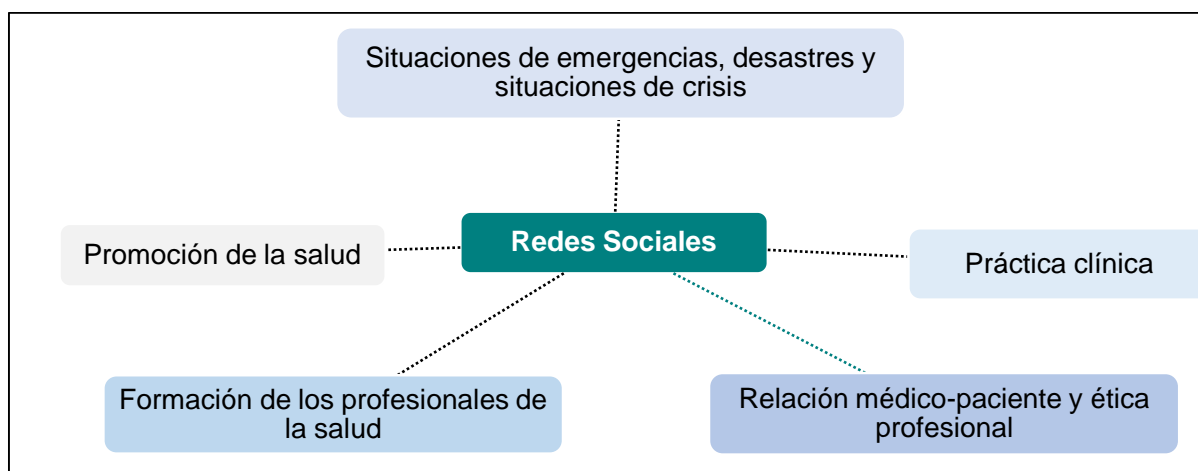 Situaciones de emergencias, desastres y
situaciones de crisis
Redes Sociales
Promoción de la salud
Práctica clínica
Formación de los profesionales de
la salud
Relación médico-paciente y ética
profesional